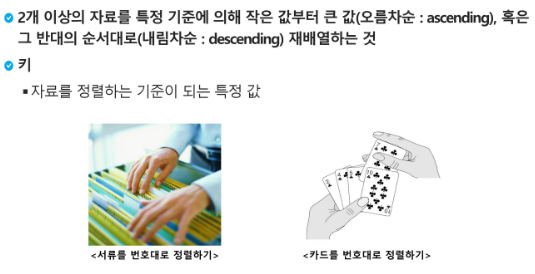 2개 이상의 자료를 특정 기준에 의해 작은 값부터 큰 값(오름차순 : ascending), 혹은
그 반대의 순서대로(내림차순 : descending) 재배열하는 것
키
자료를 정렬하는 기준이 되는 특정 값
<서류를 번호대로 정렬하기>
<카드를 번호대로 정렬하기>